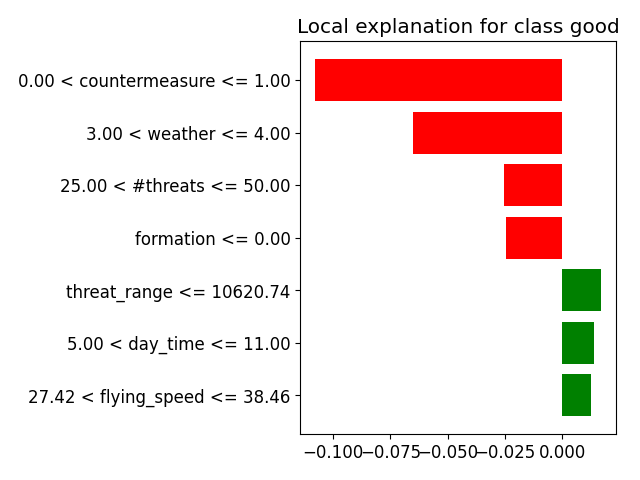 Local explanation for class good
0.00 < countermeasure <= 1.00
3.00 < weather <= 4.00
25.00 < #threats <= 50.00
formation <= 0.00
threat_range <= 10620.74
5.00 < day_time <= 11.00
27.42 < flying_speed <= 38.46
−0.100 −0.075 −0.050 −0.025 0.000